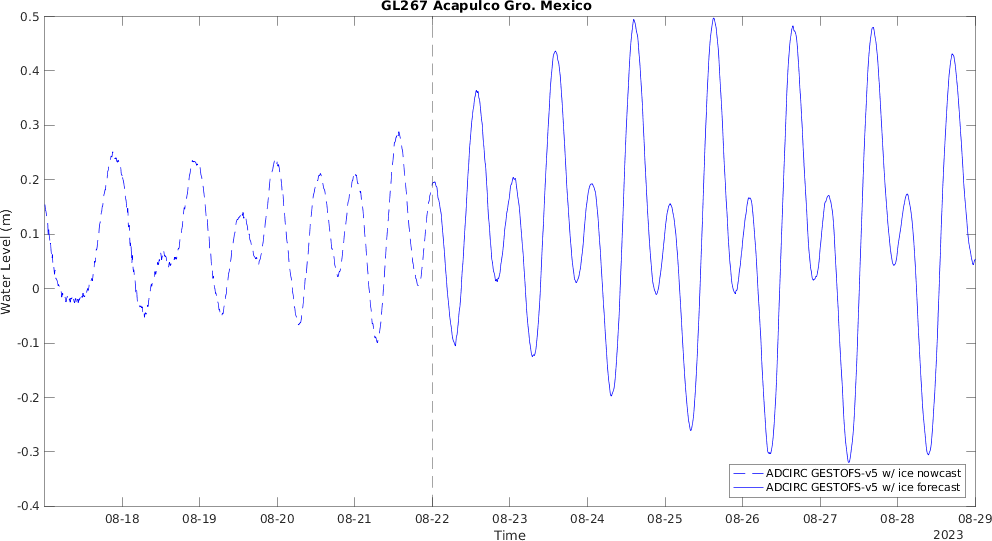 GL267 Acapulco Gro. Mexico
0.5
0.4
0.3
0.2
0.1
0
-0.1
-0.2
-0.3
-0.4
Water Level (m)
ADCIRC GESTOFS-v5 w/ ice nowcast
ADCIRC GESTOFS-v5 w/ ice forecast
08-18 08-19 08-20 08-21 08-22 08-23 08-24 08-25 08-26 08-27 08-28 08-29
Time
2023